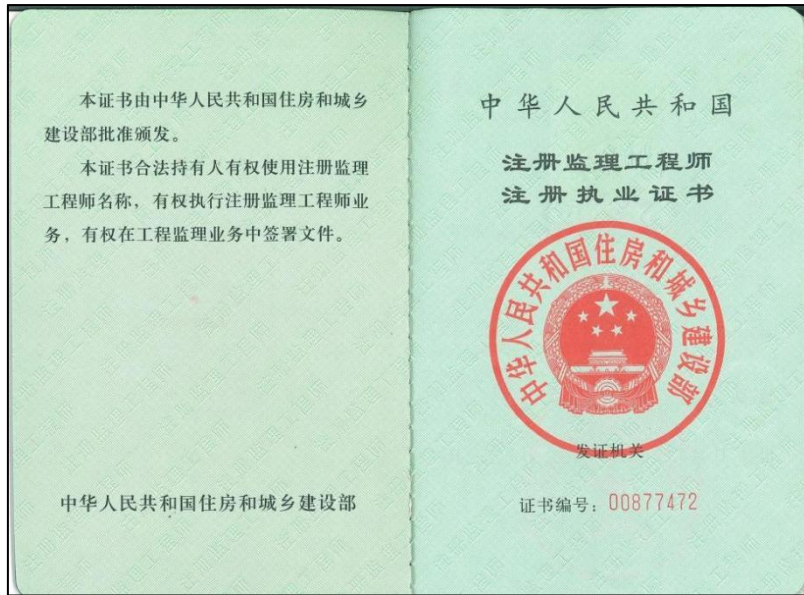 本证书由中华人民共和国住房和城乡
建设部批准颁发。
本证书合法持有人有权使用注册监理
工程师名称，有权执行注册监理工程师业
务，有权在工程监理业务中签署文件。
中华人民共和国住房和城乡建设部
中华人民共和国
注册监理工程师
注册执业证书
中华人民共和国住房和城乡建设部
发证机关
证书编号：00877472